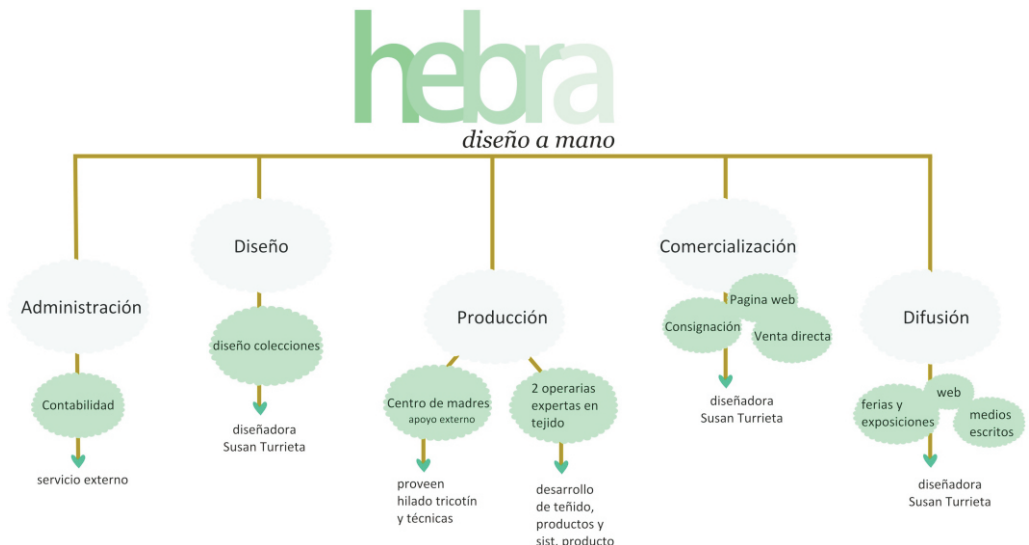 hebra
diseño a mano
Administración
Contabilidad
servicio externo
Diseño
diseño colecciones
diseñadora
Susan Turrieta
Producción
Centro de madres
apoyo externo
proveen
hilado tricotín
y técnicas
2 operarias
expertas en
tejido
desarrollo
de teñido,
productos y
sist. producto
Comercialización
Pagina web
Consignación
Venta directa
diseñadora
Susan Turrieta
Difusión
web
ferias y
exposiciones
medios
escritos
diseñadora
Susan Turrieta